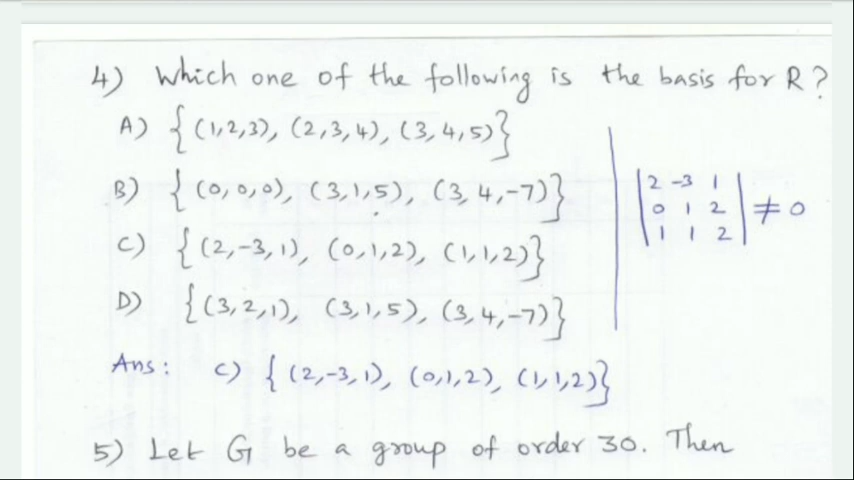 4) Which one of the following is the basis for R?
A) {(1,2,3), (2,3,4), (3,4,5)}
B) {(0,0,0), (3,1,5), (3,4,-7)}
C) {(2,-3,1), (0,1,2), (1,1,2)}
D) {(3,2,1), (3,1,5), (3,4,-7)}
|2 -3 1|
|0 1 2| ≠ 0
|1 1 2|
Ans: C) {(2,-3,1), (0,1,2), (1,1,2)}
5) Let G be a group of order 30. Then